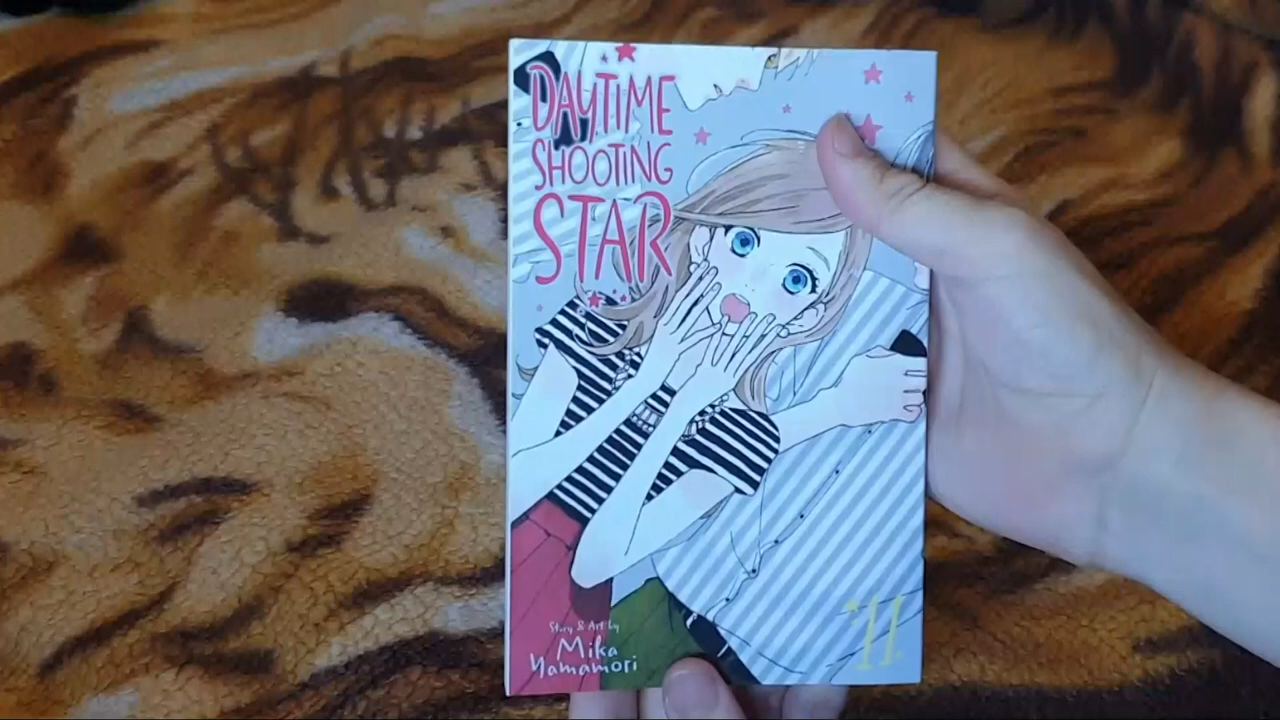 DAYTIME
SHOOTING
STAR
Story & Art by
Mika
Yamamori
11